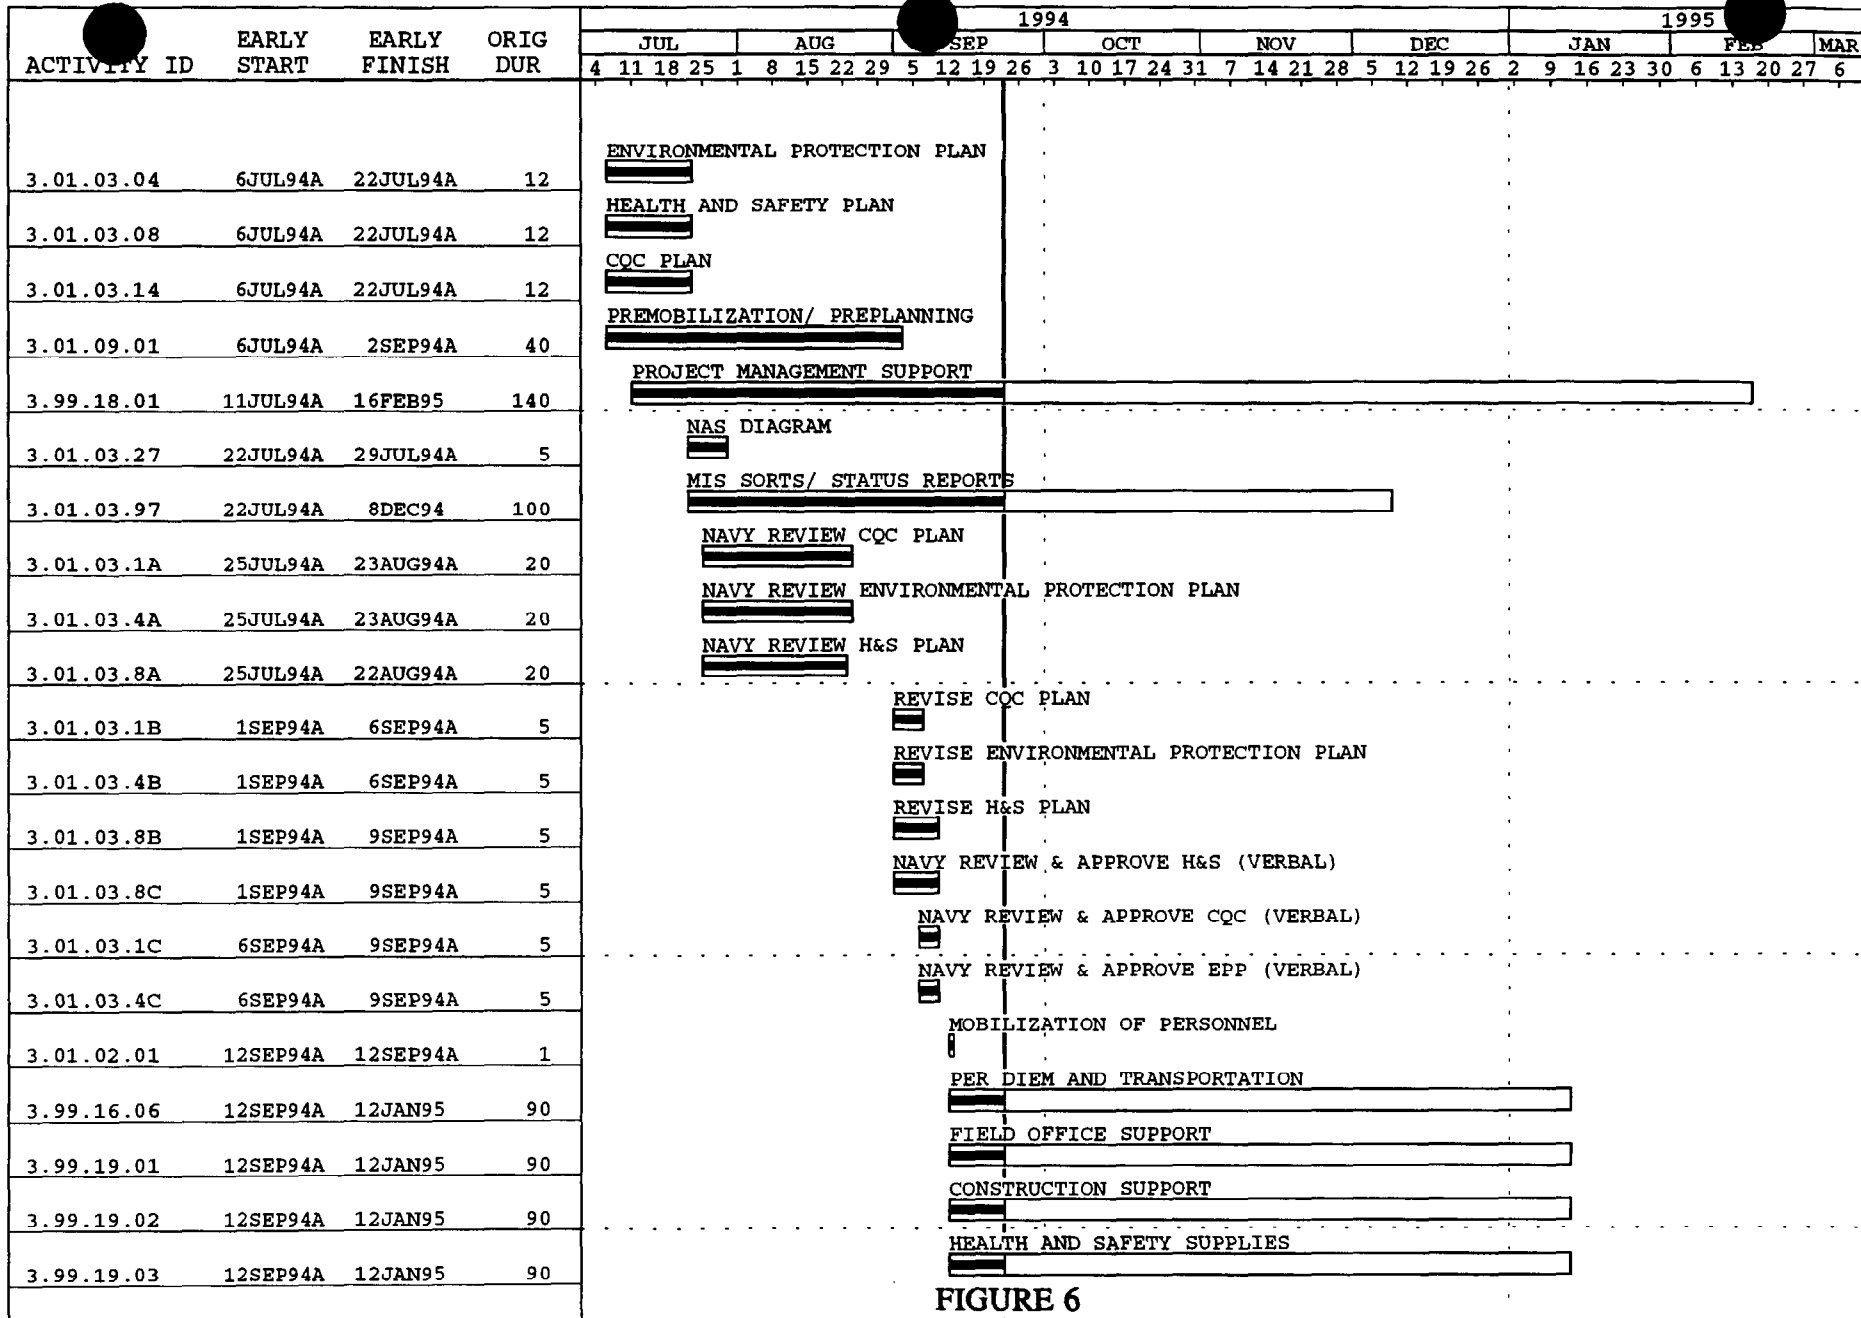 1994 1995
EARLY EARLY ORIG
JUL AUG SEP OCT NOV DEC JAN FEB MAR
ACTIVITY ID START FINISH DUR
4 11 18 25 1 8 15 22 29 5 12 19 26 3 10 17 24 31 7 14 21 28 5 12 19 26 2 9 16 23 30 6 13 20 27 6
ENVIRONMENTAL PROTECTION PLAN
3.01.03.04 6JUL94A 22JUL94A 12
HEALTH AND SAFETY PLAN
3.01.03.08 6JUL94A 22JUL94A 12
CQC PLAN
3.01.03.14 6JUL94A 22JUL94A 12
PREMOBILIZATION/ PREPLANNING
3.01.09.01 6JUL94A 2SEP94A 40
PROJECT MANAGEMENT SUPPORT
3.99.18.01 11JUL94A 16FEB95 140
NAS DIAGRAM
3.01.03.27 22JUL94A 29JUL94A 5
MIS SORTS/ STATUS REPORTS
3.01.03.97 22JUL94A 8DEC94 100
NAVY REVIEW CQC PLAN
3.01.03.1A 25JUL94A 23AUG94A 20
NAVY REVIEW ENVIRONMENTAL PROTECTION PLAN
3.01.03.4A 25JUL94A 23AUG94A 20
NAVY REVIEW H&S PLAN
3.01.03.8A 25JUL94A 22AUG94A 20
REVISE CQC PLAN
3.01.03.1B 1SEP94A 6SEP94A 5
REVISE ENVIRONMENTAL PROTECTION PLAN
3.01.03.4B 1SEP94A 6SEP94A 5
REVISE H&S PLAN
3.01.03.8B 1SEP94A 9SEP94A 5
NAVY REVIEW & APPROVE H&S (VERBAL)
3.01.03.8C 1SEP94A 9SEP94A 5
NAVY REVIEW & APPROVE CQC (VERBAL)
3.01.03.1C 6SEP94A 9SEP94A 5
NAVY REVIEW & APPROVE EPP (VERBAL)
3.01.03.4C 6SEP94A 9SEP94A 5
MOBILIZATION OF PERSONNEL
3.01.02.01 12SEP94A 12SEP94A 1
PER DIEM AND TRANSPORTATION
3.99.16.06 12SEP94A 12JAN95 90
FIELD OFFICE SUPPORT
3.99.19.01 12SEP94A 12JAN95 90
CONSTRUCTION SUPPORT
3.99.19.02 12SEP94A 12JAN95 90
HEALTH AND SAFETY SUPPLIES
3.99.19.03 12SEP94A 12JAN95 90
FIGURE 6